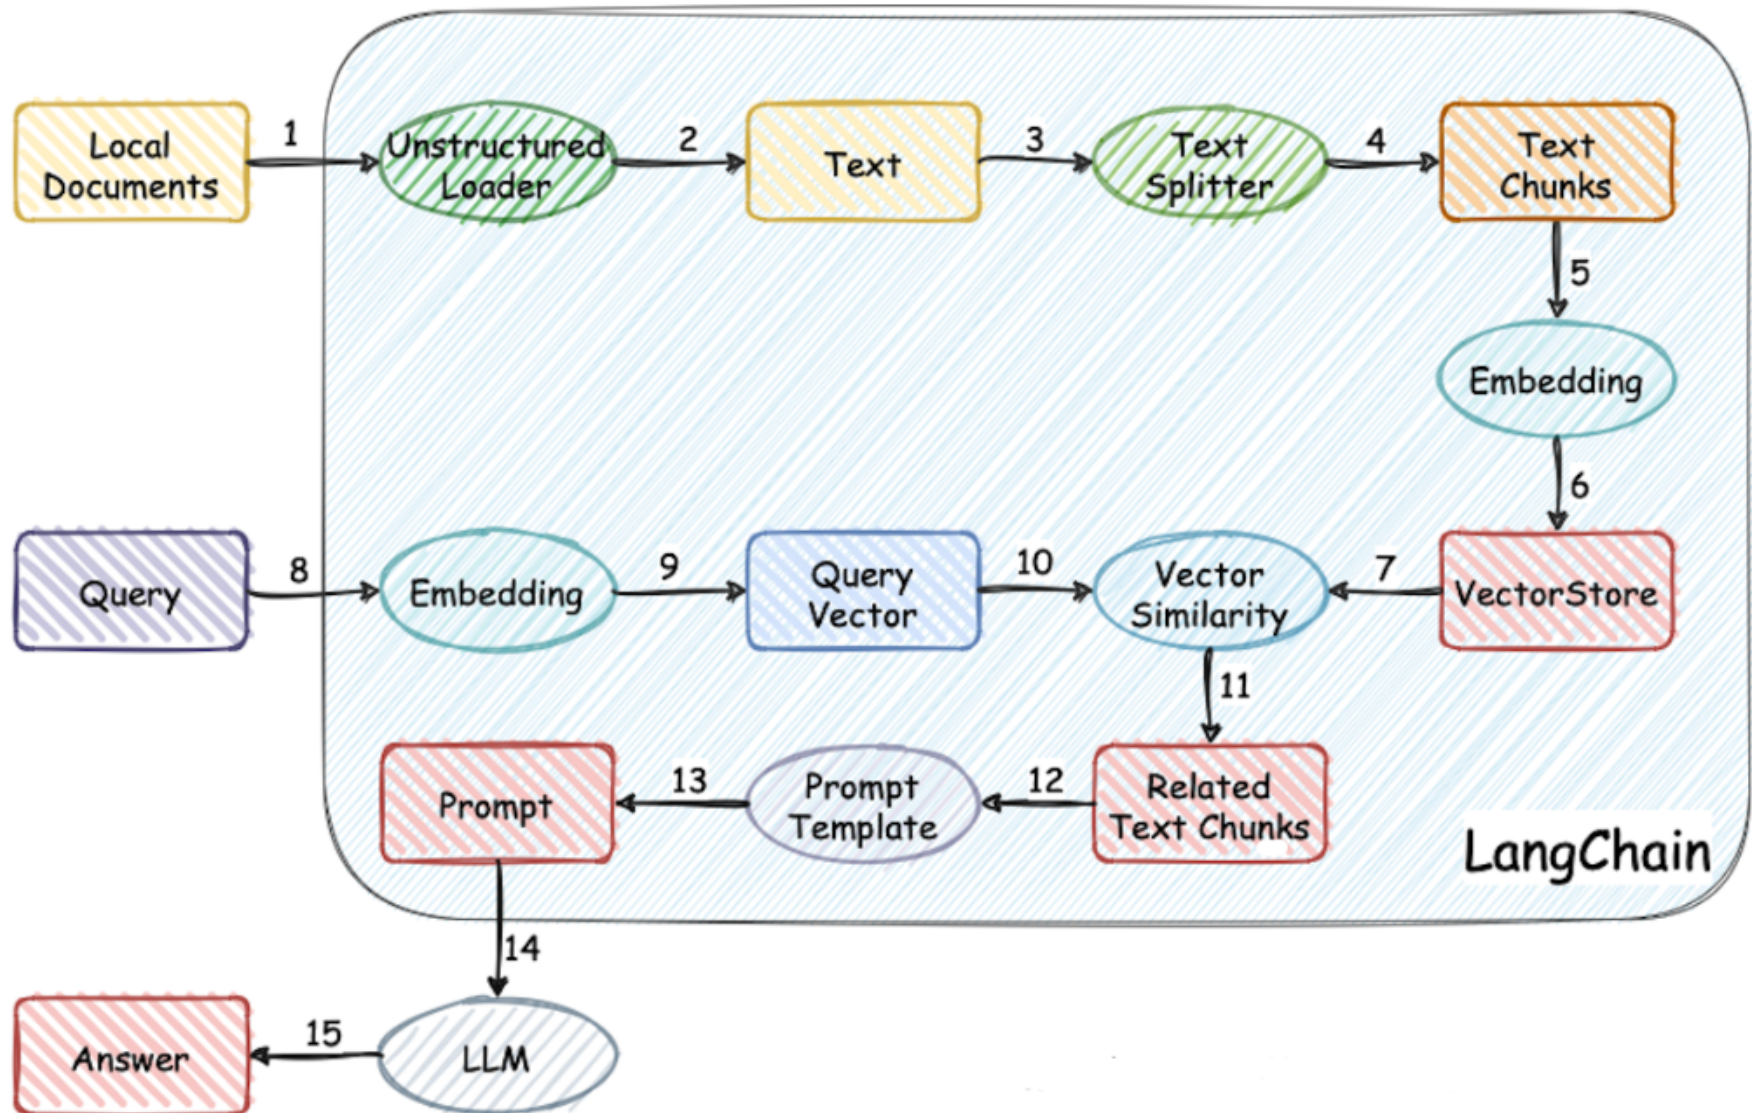 Local
Documents
1
Unstructured
Loader
2
Text
3
Text
Splitter
4
Text
Chunks
5
Embedding
6
Query
8
Embedding
9
Query
Vector
10
Vector
Similarity
7
VectorStore
11
Prompt
13
Prompt
Template
12
Related
Text Chunks
LangChain
14
Answer
15
LLM